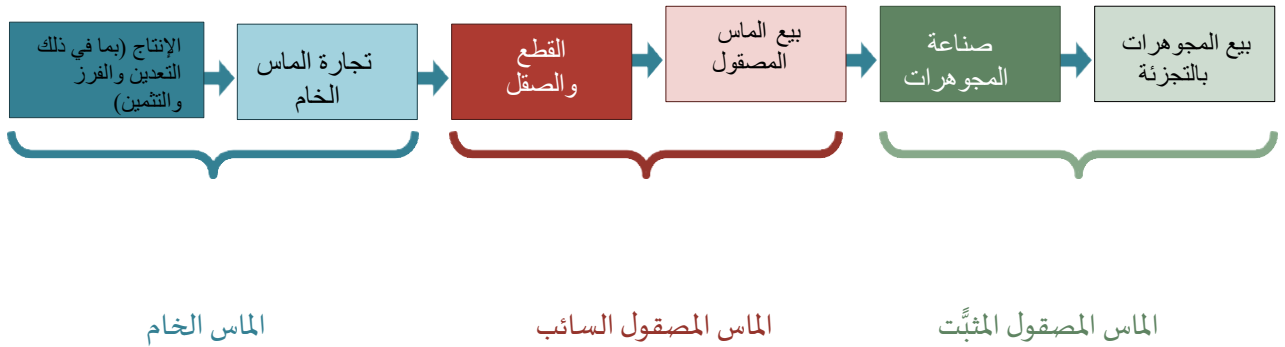 الإنتاج (بما في ذلك
التعدين والفرز
والتثمين)
تجارة الماس
الخام
القطع
والصقل
بيع الماس
المصقول
صناعة
المجوهرات
بيع المجوهرات
بالتجزئة
الماس الخام
الماس المصقول السائب
الماس المصقول المثبَّت